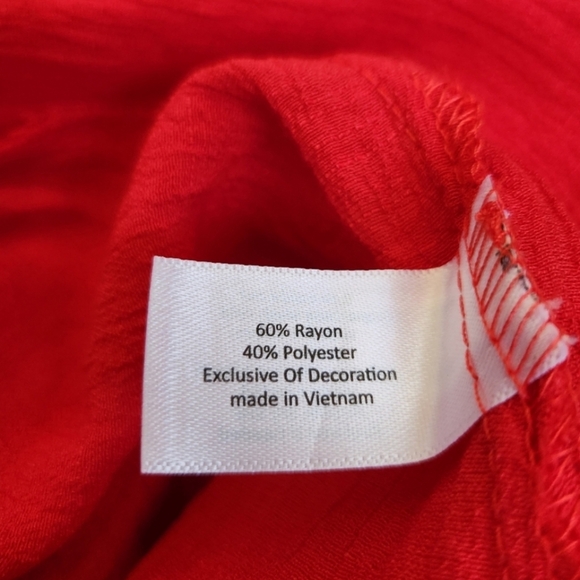 60% Rayon
40% Polyester
Exclusive Of Decoration
made in Vietnam